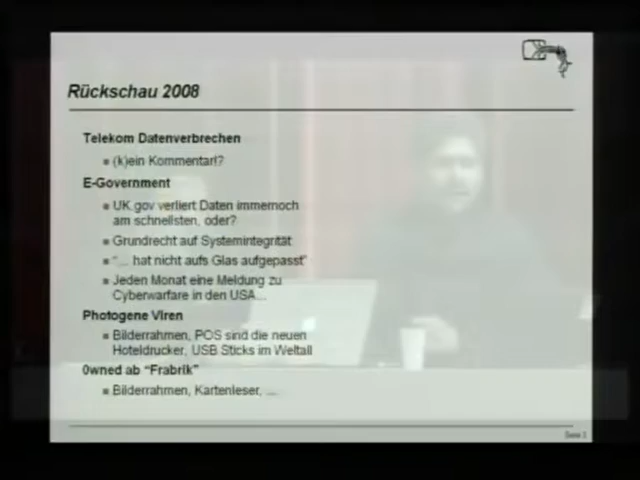 Rückschau 2008
Telekom Datenverbrechen
(k)ein Kommentar!?
E-Government
UK.gov verliert Daten immernoch
am schnellsten, oder?
Grundrecht auf Systemintegrität
"... hat nicht aufs Glas aufgepasst"
Jeden Monat eine Meldung zu
Cyberwarfare in den USA...
Photogene Viren
Bilderrahmen, POS sind die neuen
Hoteldrucker, USB Sticks im Weltall
0wned ab "Frabrik"
Bilderrahmen, Kartenleser, ...
Seite 3